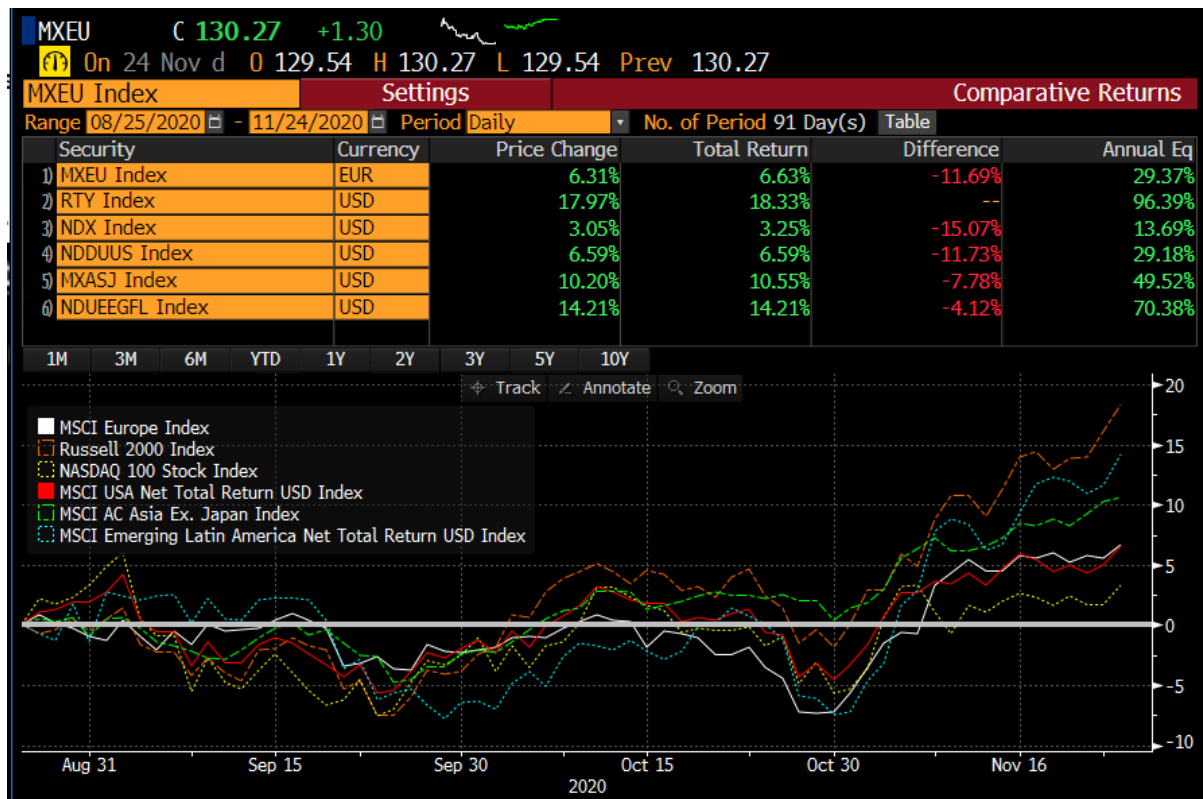 MXEU C 130.27 +1.30
On 24 Nov d O 129.54 H 130.27 L 129.54 Prev 130.27
MXEU Index Settings Comparative Returns
Range 08/25/2020 - 11/24/2020 Period Daily No. of Period 91 Day(s) Table
Security Currency Price Change Total Return Difference Annual Eq
1) MXEU Index EUR 6.31% 6.63% -11.69% 29.37%
2) RTY Index USD 17.97% 18.33% -- 96.39%
3) NDX Index USD 3.05% 3.25% -15.07% 13.69%
4) NDDUUS Index USD 6.59% 6.59% -11.73% 29.18%
5) MXASJ Index USD 10.20% 10.55% -7.78% 49.52%
6) NDUEEGFL Index USD 14.21% 14.21% -4.12% 70.38%
1M 3M 6M YTD 1Y 2Y 3Y 5Y 10Y
Track Annotate Zoom
20
MSCI Europe Index
Russell 2000 Index
15
NASDAQ 100 Stock Index
MSCI USA Net Total Return USD Index
10
MSCI AC Asia Ex. Japan Index
MSCI Emerging Latin America Net Total Return USD Index
5
0
-5
-10
Aug 31 Sep 15 Sep 30 Oct 15 Oct 30 Nov 16
2020